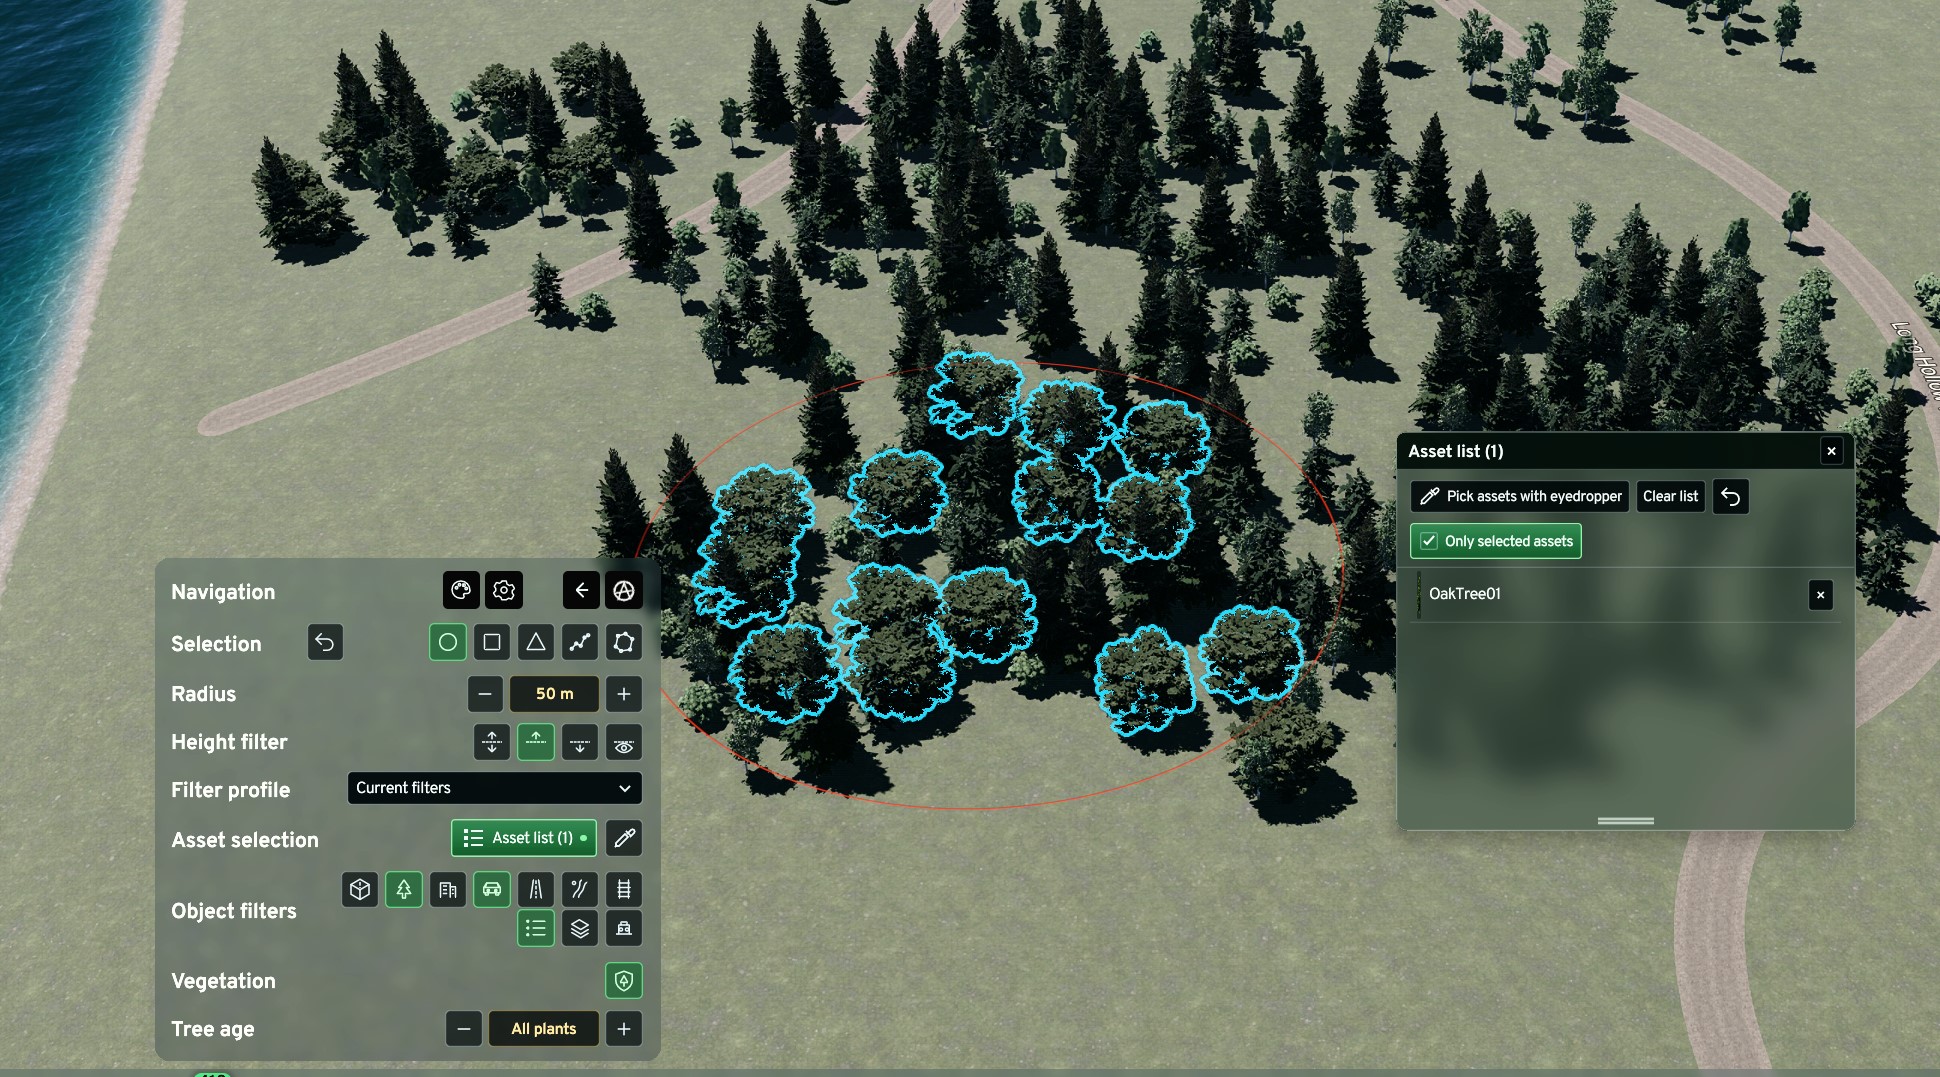 Navigation
Selection
Radius
50 m
Height filter
Filter profile
Current filters
Asset selection
Asset list (1)
Object filters
Vegetation
Tree age
All plants
Asset list (1)
Pick assets with eyedropper
Clear list
Only selected assets
OakTree01